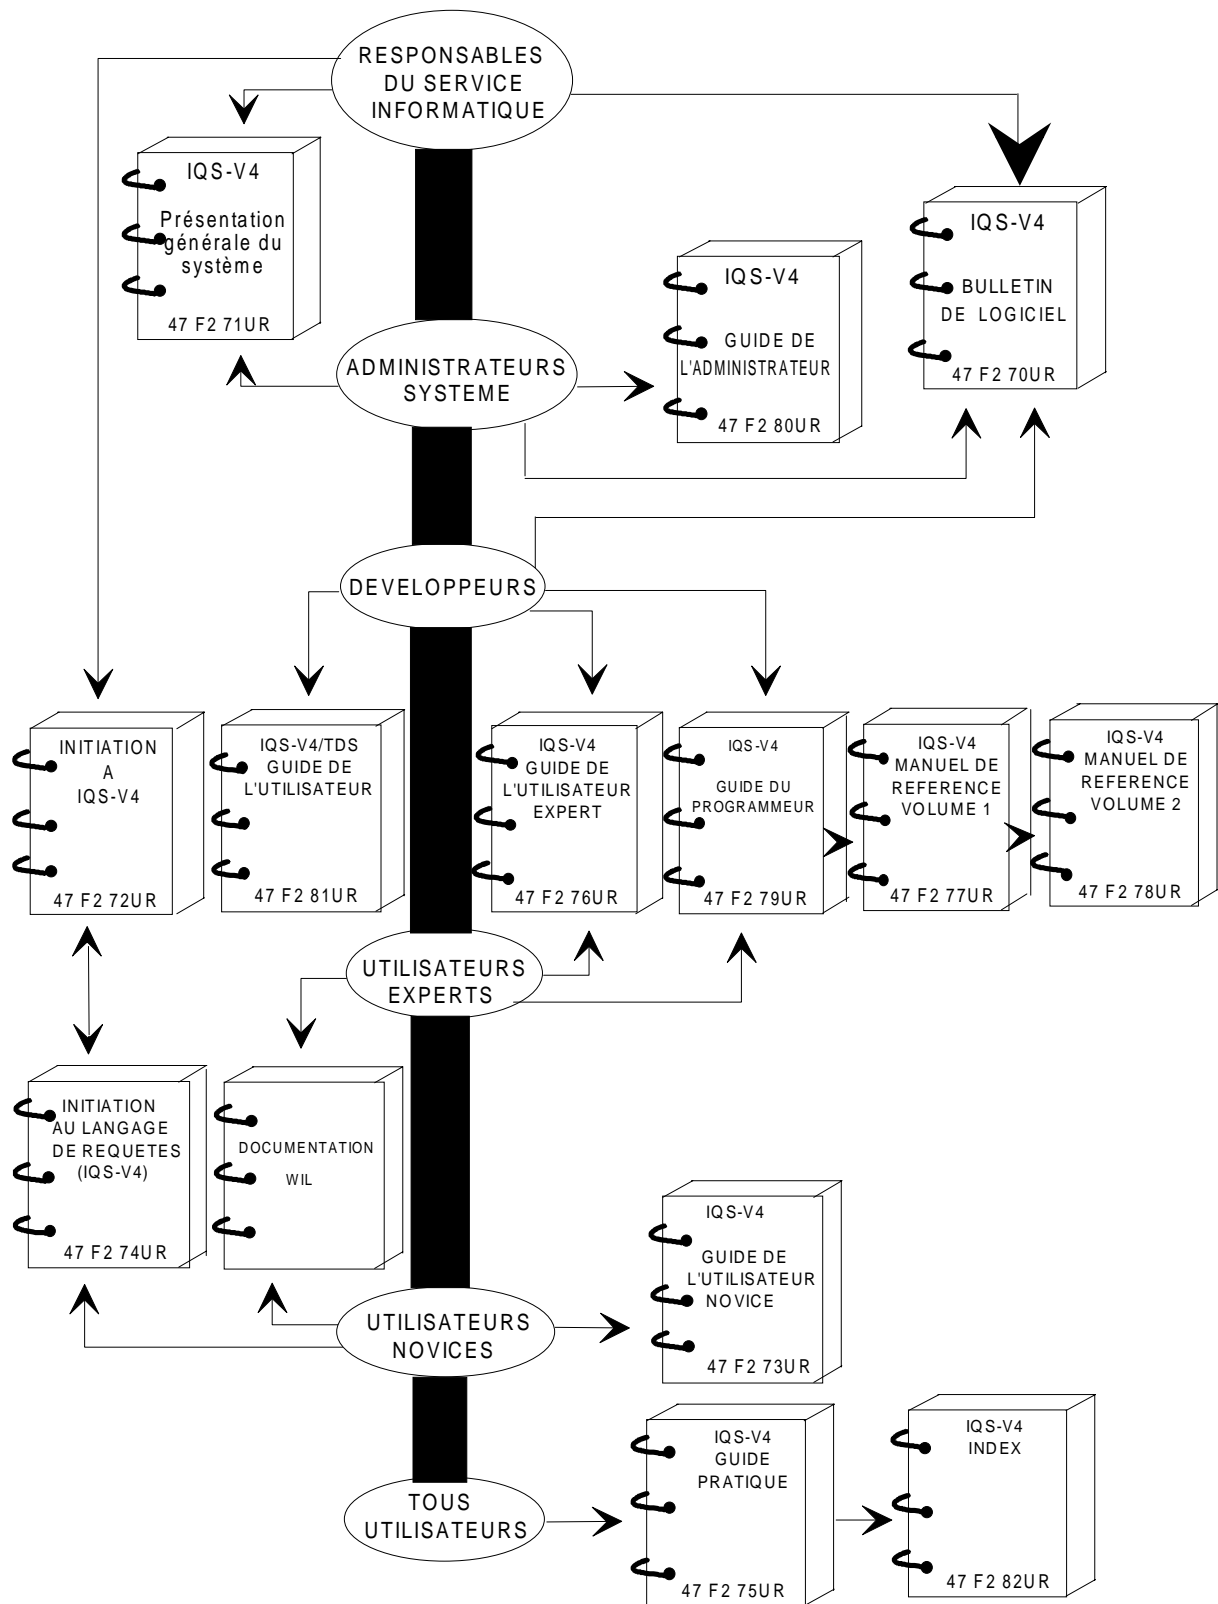 RESPONSABLES
DU SERVICE
INFORMATIQUE
IQS-V4
Présentation
générale du
système
47 F2 71UR
IQS-V4
GUIDE DE
L'ADMINISTRATEUR
47 F2 80UR
IQS-V4
BULLETIN
DE LOGICIEL
47 F2 70UR
ADMINISTRATEURS
SYSTEME
DEVELOPPEURS
INITIATION
A
IQS-V4
47 F2 72UR
IQS-V4/TDS
GUIDE DE
L'UTILISATEUR
47 F2 81UR
IQS-V4
GUIDE DE
L'UTILISATEUR
EXPERT
47 F2 76UR
IQS-V4
GUIDE DU
PROGRAMMEUR
47 F2 79UR
IQS-V4
MANUEL DE
REFERENCE
VOLUME 1
47 F2 77UR
IQS-V4
MANUEL DE
REFERENCE
VOLUME 2
47 F2 78UR
UTILISATEURS
EXPERTS
INITIATION
AU LANGAGE
DE REQUETES
(IQS-V4)
47 F2 74UR
DOCUMENTATION
WIL
IQS-V4
GUIDE DE
L'UTILISATEUR
NOVICE
47 F2 73UR
UTILISATEURS
NOVICES
IQS-V4
GUIDE
PRATIQUE
47 F2 75UR
IQS-V4
INDEX
47 F2 82UR
TOUS
UTILISATEURS